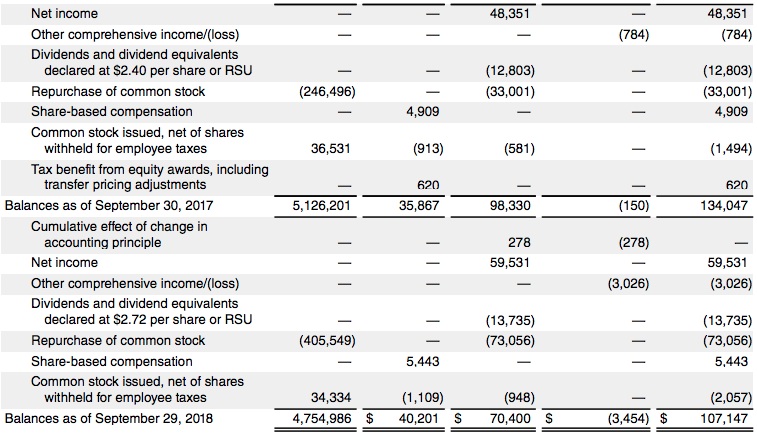 Net income — — 48,351 — 48,351
Other comprehensive income/(loss) — — — (784) (784)
Dividends and dividend equivalents
declared at $2.40 per share or RSU — — (12,803) — (12,803)
Repurchase of common stock (246,496) — (33,001) — (33,001)
Share-based compensation — 4,909 — — 4,909
Common stock issued, net of shares
withheld for employee taxes 36,531 (913) (581) — (1,494)
Tax benefit from equity awards, including
transfer pricing adjustments — 620 — — 620
Balances as of September 30, 2017 5,126,201 35,867 98,330 (150) 134,047
Cumulative effect of change in
accounting principle — — 278 (278) —
Net income — — 59,531 — 59,531
Other comprehensive income/(loss) — — — (3,026) (3,026)
Dividends and dividend equivalents
declared at $2.72 per share or RSU — — (13,735) — (13,735)
Repurchase of common stock (405,549) — (73,056) — (73,056)
Share-based compensation — 5,443 — — 5,443
Common stock issued, net of shares
withheld for employee taxes 34,334 (1,109) (948) — (2,057)
Balances as of September 29, 2018 4,754,986 $ 40,201 $ 70,400 $ (3,454) $ 107,147